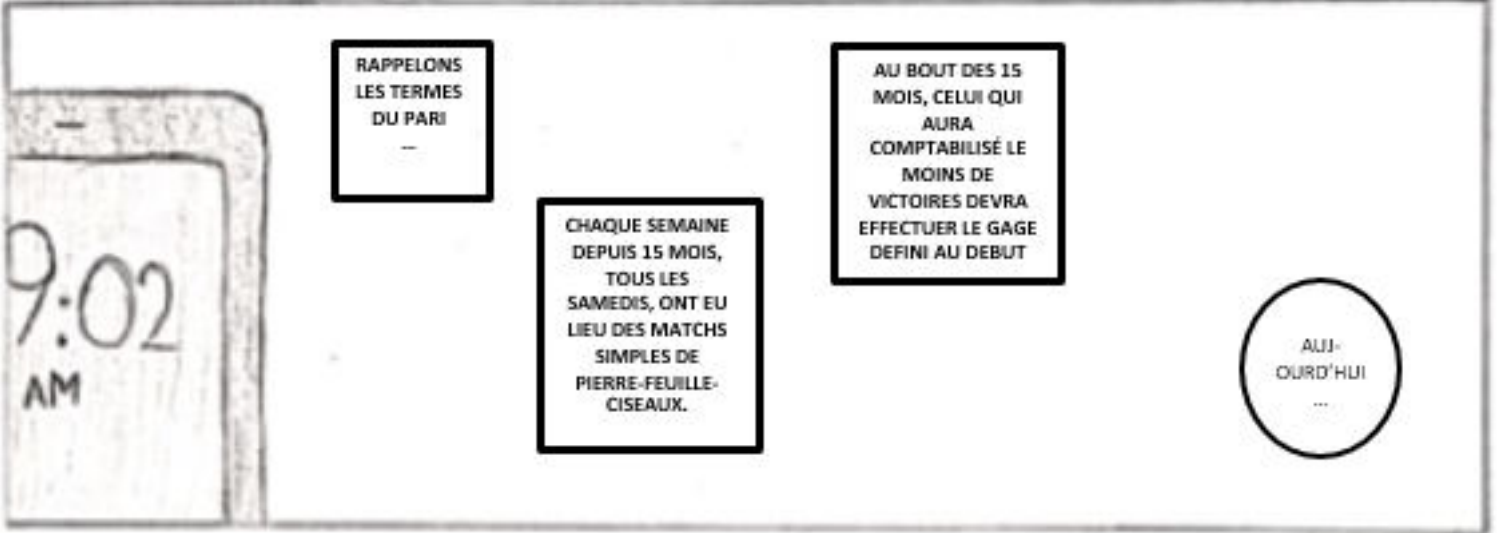 9:02
AM
RAPPELONS
LES TERMES
DU PARI
...
CHAQUE SEMAINE
DEPUIS 15 MOIS,
TOUS LES
SAMEDIS, ONT EU
LIEU DES MATCHS
SIMPLES DE
PIERRE-FEUILLE-
CISEAUX.
AU BOUT DES 15
MOIS, CELUI QUI
AURA
COMPTABILISÉ LE
MOINS DE
VICTOIRES DEVRA
EFFECTUER LE GAGE
DEFINI AU DEBUT
AUJ-
OURD'HUI
...